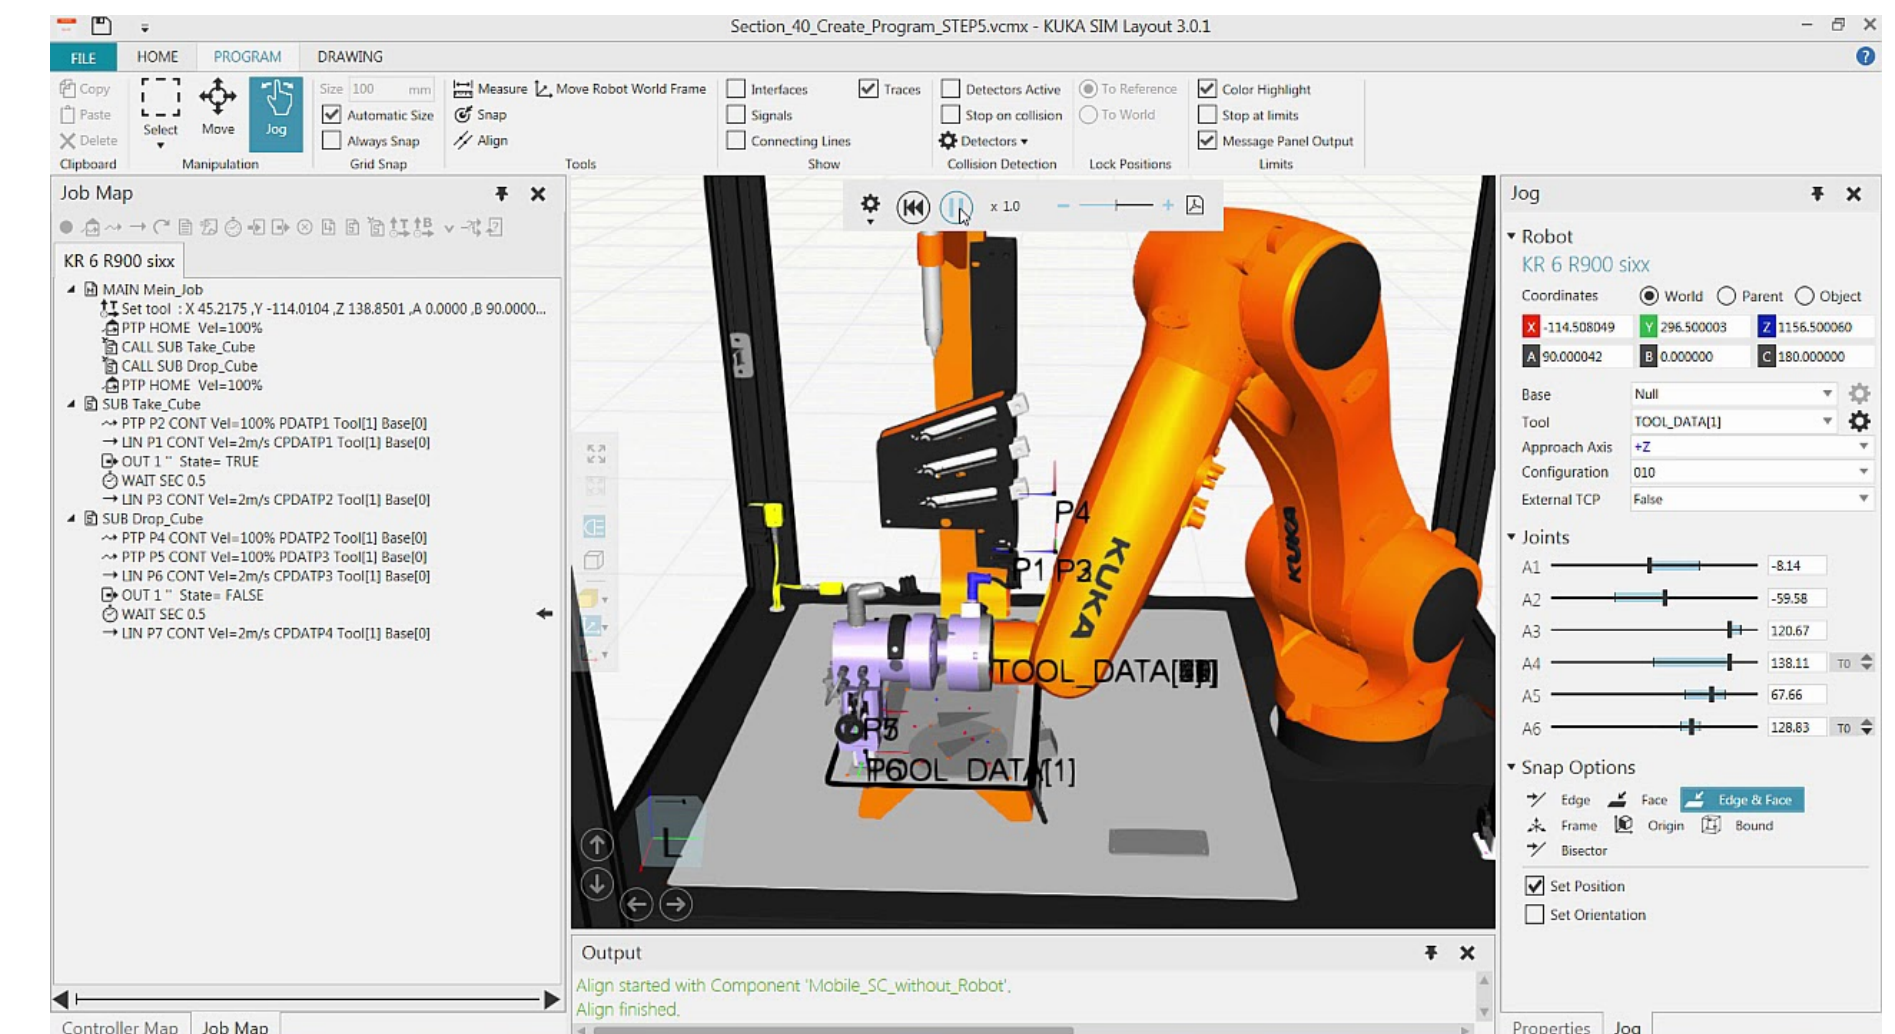 Section_40_Create_Program_STEP5.vcmx - KUKA SIM Layout 3.0.1
FILE HOME PROGRAM DRAWING
Copy
Paste
Delete
Clipboard
Select
Move
Jog
Manipulation
Size 100 mm
Automatic Size
Always Snap
Grid Snap
Measure Move Robot World Frame
Snap
Align
Tools
Interfaces Traces
Signals
Connecting Lines
Show
Detectors Active
Stop on collision
Detectors
Collision Detection
To Reference
To World
Lock Positions
Color Highlight
Stop at limits
Message Panel Output
Limits
Job Map
KR 6 R900 sixx
MAIN Mein_Job
Set tool : X 45.2175 ,Y -114.0104 ,Z 138.8501 ,A 0.0000 ,B 90.0000...
PTP HOME Vel=100%
CALL SUB Take_Cube
CALL SUB Drop_Cube
PTP HOME Vel=100%
SUB Take_Cube
PTP P2 CONT Vel=100% PDATP1 Tool[1] Base[0]
LIN P1 CONT Vel=2m/s CPDATP1 Tool[1] Base[0]
OUT 1 '' State= TRUE
WAIT SEC 0.5
LIN P3 CONT Vel=2m/s CPDATP2 Tool[1] Base[0]
SUB Drop_Cube
PTP P4 CONT Vel=100% PDATP2 Tool[1] Base[0]
PTP P5 CONT Vel=100% PDATP3 Tool[1] Base[0]
LIN P6 CONT Vel=2m/s CPDATP3 Tool[1] Base[0]
OUT 1 '' State= FALSE
WAIT SEC 0.5
LIN P7 CONT Vel=2m/s CPDATP4 Tool[1] Base[0]
Controller Map Job Map
x 1.0
P4
P1
KUKA
KUKA
TOOL_DATA[
TOOL_DATA[1]
L
Output
Align started with Component 'Mobile_SC_without_Robot'.
Align finished.
Jog
Robot
KR 6 R900 sixx
Coordinates World Parent Object
X -114.508049 Y 296.500003 Z 1156.500060
A 90.000042 B 0.000000 C 180.000000
Base Null
Tool TOOL_DATA[1]
Approach Axis +Z
Configuration 010
External TCP False
Joints
A1 -8.14
A2 -59.58
A3 120.67
A4 138.11 T0
A5 67.66
A6 128.83 T0
Snap Options
Edge Face Edge & Face
Frame Origin Bound
Bisector
Set Position
Set Orientation
Properties Jog